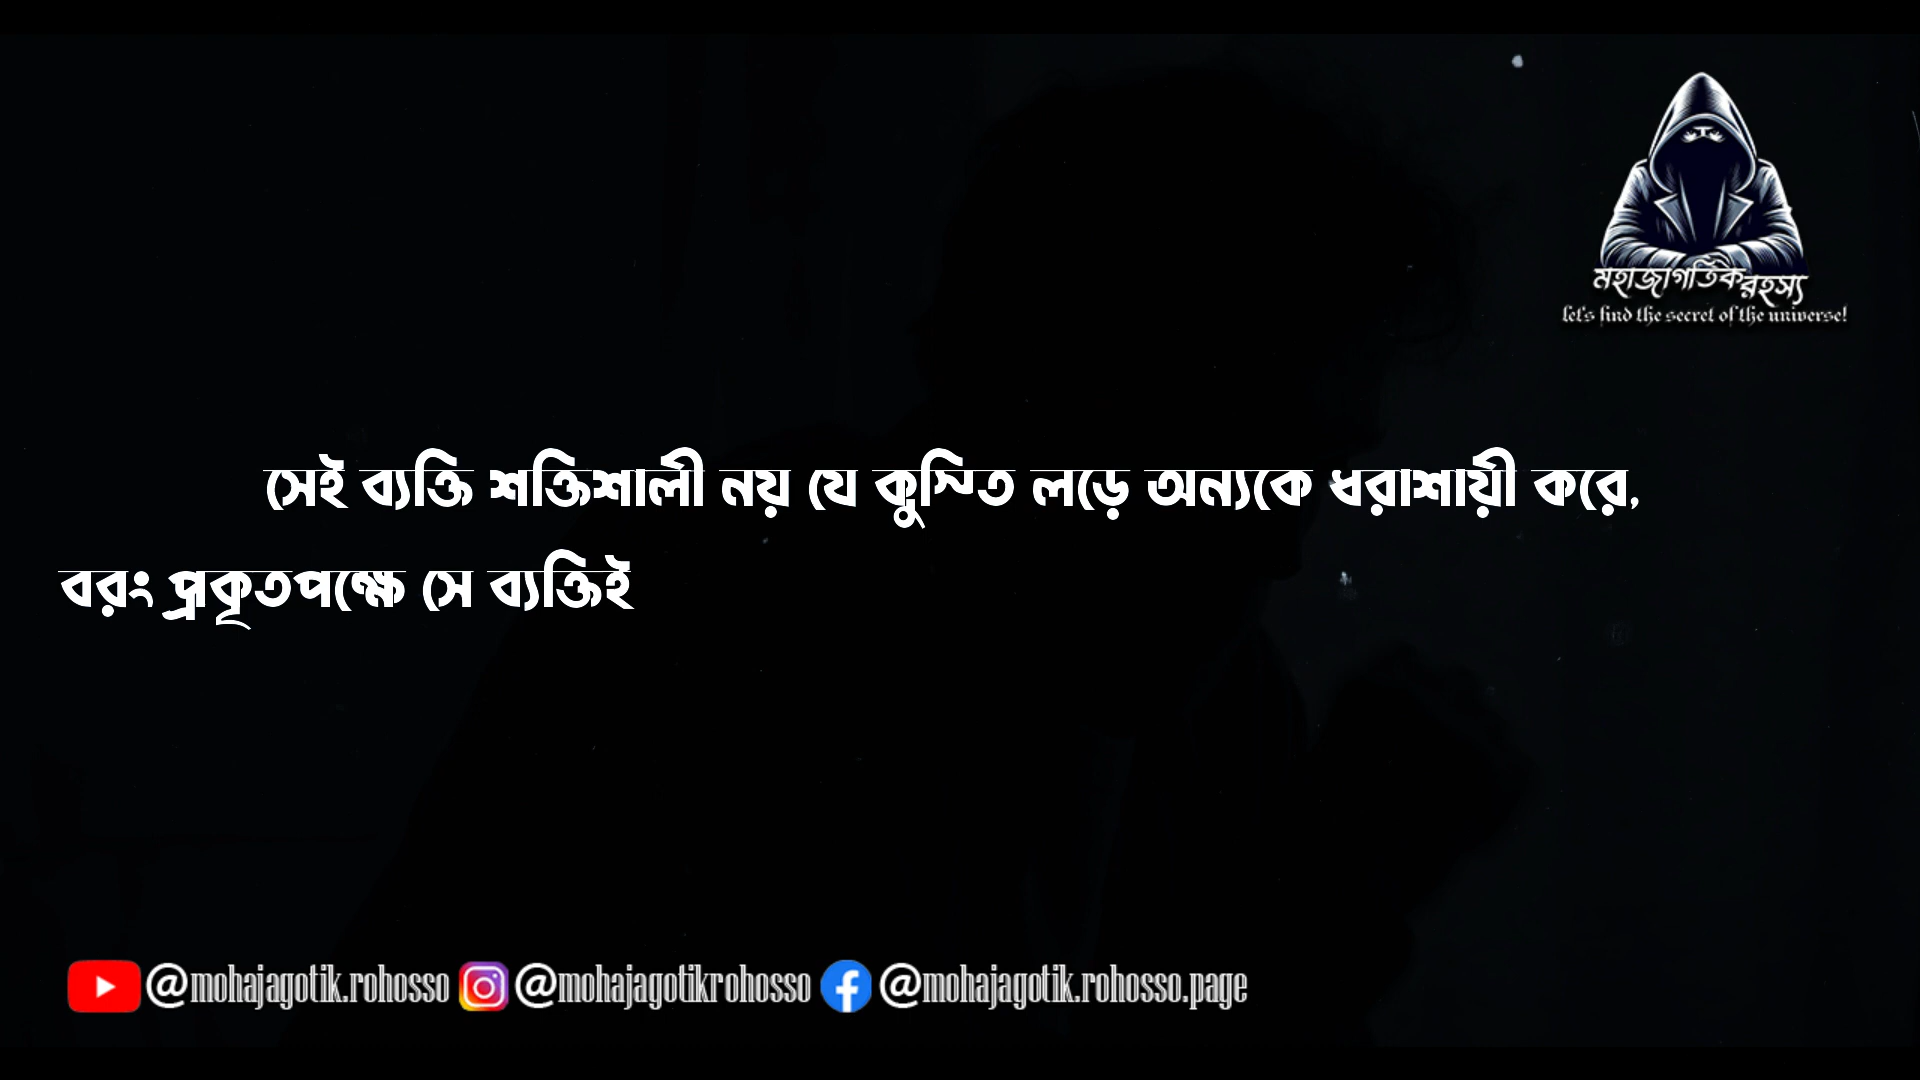 মহাজাগতিক রহস্য
let's find the secret of the universe!
সেই ব্যক্তি শক্তিশালী নয় যে কুস্তি লড়ে অন্যকে ধরাশায়ী করে,
বরং প্রকৃতপক্ষে সে ব্যক্তিই
@mohajagotik.rohosso @mohajagotikrohosso @mohajagotik.rohosso.page